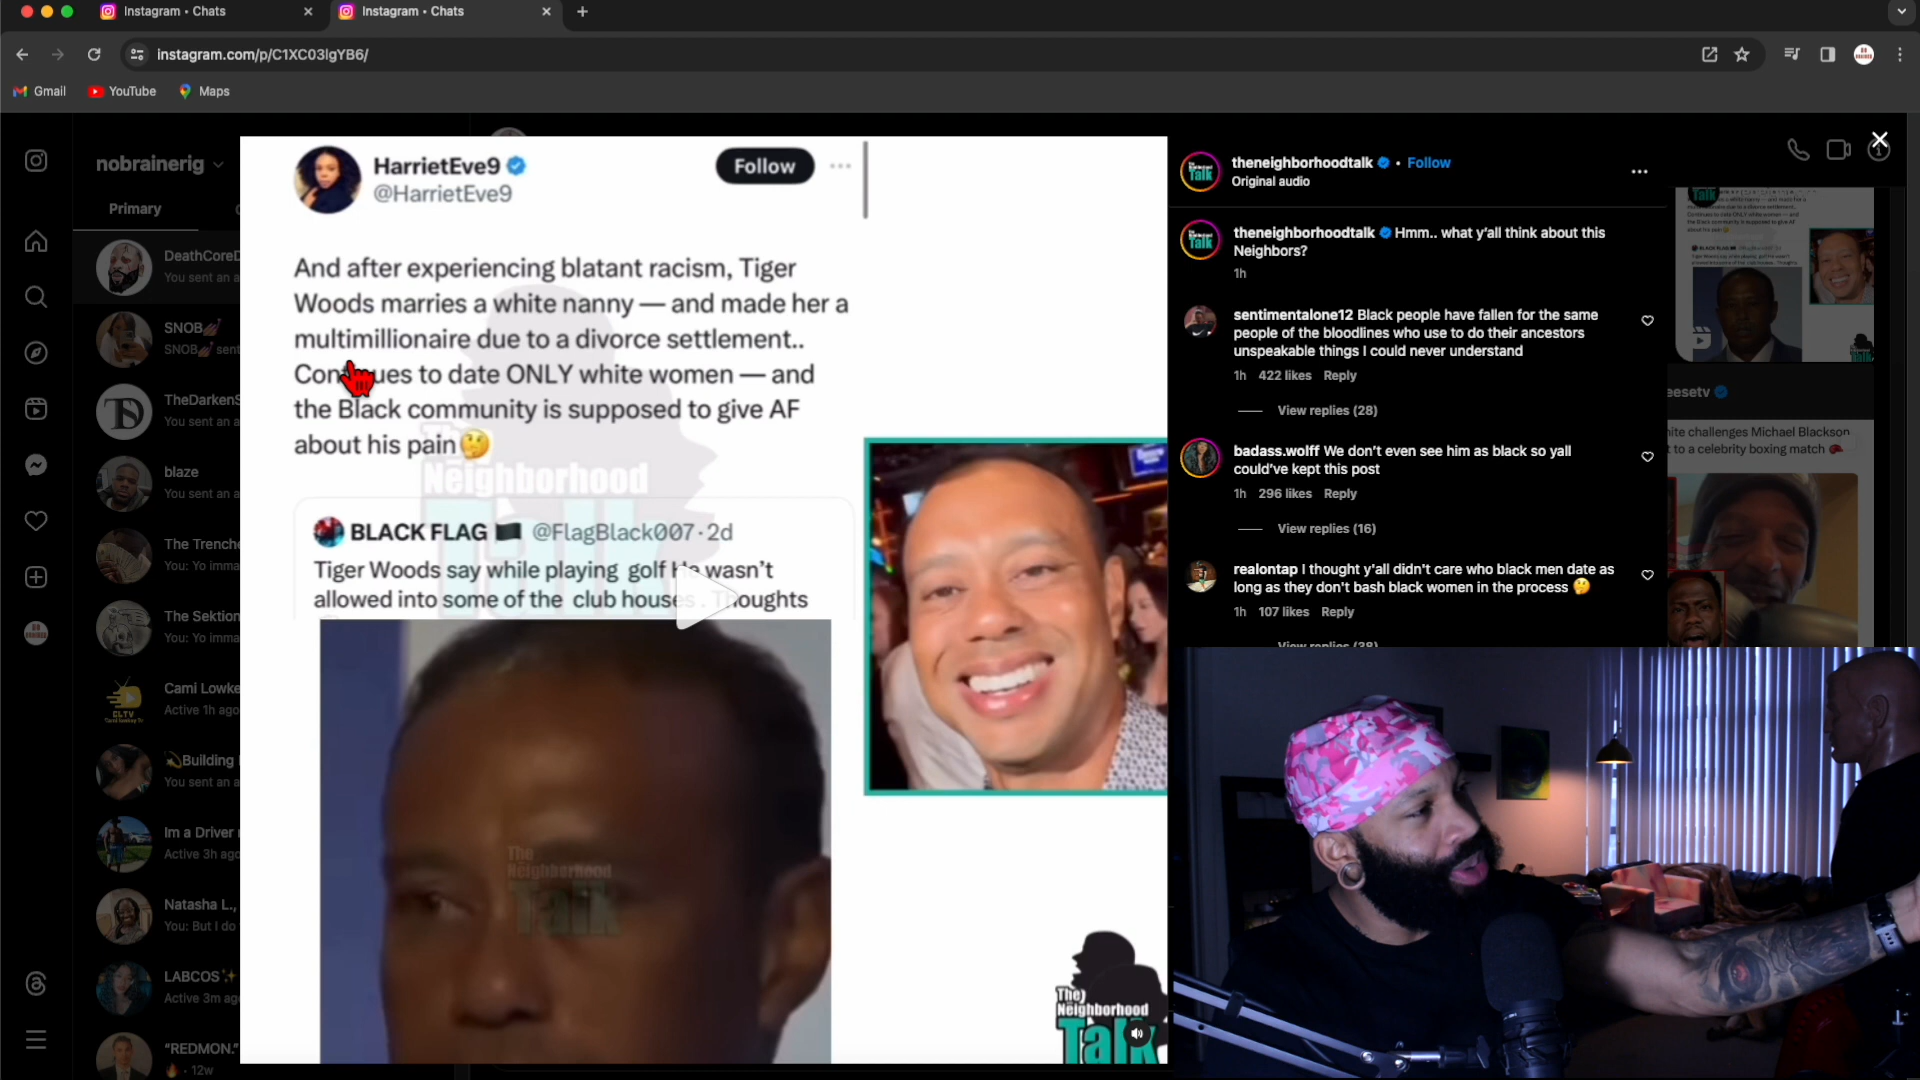 Instagram • Chats
Instagram • Chats
instagram.com/p/C1XC03lgYB6/
Gmail
YouTube
Maps
nobrainerig
Primary
DeathCoreD
You sent an a
SNOB💅
SNOB💅 sent
TheDarkenS
You sent an a
blaze
You sent an a
The Trenche
You: Yo imma
The Sektion
You: Yo imma
Cami Lowke
Active 1h ago
💫Building
You sent an a
Im a Driver
Active 3h ago
Natasha L.,
You: But I do
LABCOS✨
Active 3m ag
"REDMON."
🔥 · 12w
HarrietEve9
@HarrietEve9
Follow
And after experiencing blatant racism, Tiger
Woods marries a white nanny — and made her a
multimillionaire due to a divorce settlement..
Con ues to date ONLY white women — and
the Black community is supposed to give AF
about his pain🤔
The
Neighborhood
Talk
BLACK FLAG 🏴 @FlagBlack007 · 2d
Tiger Woods say while playing golf He wasn't
allowed into some of the club houses . Thoughts
The
Neighborhood
Talk
The
Neighborhood
Talk
theneighborhoodtalk • Follow
Original audio
theneighborhoodtalk Hmm.. what y'all think about this
Neighbors?
1h
sentimentalone12 Black people have fallen for the same
people of the bloodlines who use to do their ancestors
unspeakable things I could never understand
1h 422 likes Reply
View replies (28)
badass.wolff We don't even see him as black so yall
could've kept this post
1h 296 likes Reply
View replies (16)
realontap I thought y'all didn't care who black men date as
long as they don't bash black women in the process 🤔
1h 107 likes Reply
View replies (38)
eesetv
hite challenges Michael Blackson
t to a celebrity boxing match 🥊